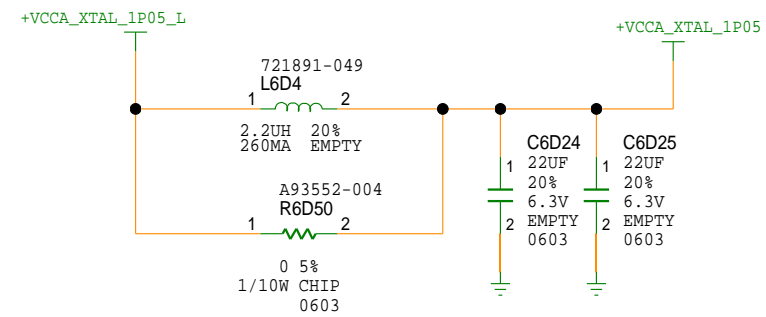 +VCCA_XTAL_1P05_L
+VCCA_XTAL_1P05
721891-049
L6D4
1 2
2.2UH 20%
260MA EMPTY
A93552-004
R6D50
1 2
0 5%
1/10W CHIP
0603
C6D24
1 22UF
20%
6.3V
2 EMPTY
0603
C6D25
1 22UF
20%
6.3V
2 EMPTY
0603